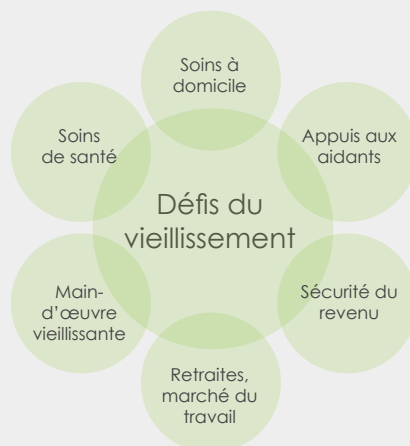 Soins à
domicile
Appuis aux
aidants
Sécurité du
revenu
Retraites,
marché du
travail
Main-
d’œuvre
vieillissante
Soins
de santé
Défis du
vieillissement